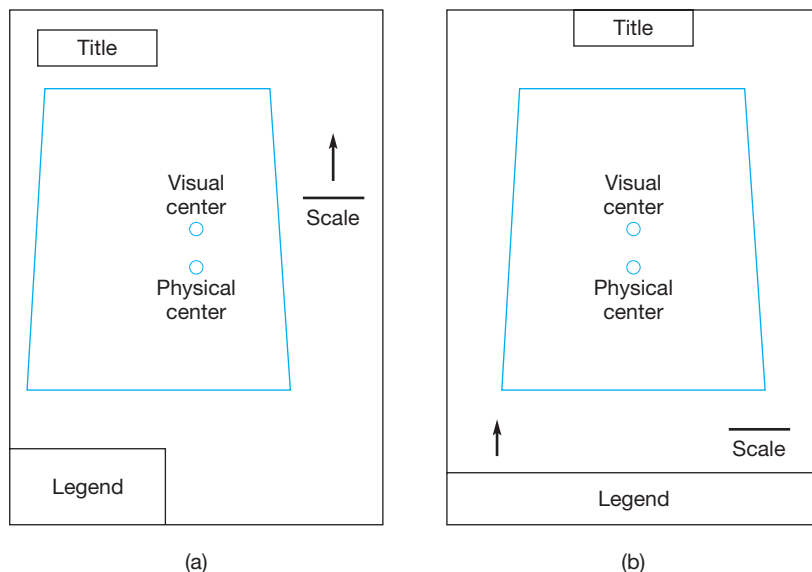 Title
Visual
center
Scale
Physical
center
Legend
(a)
Title
Visual
center
Physical
center
Scale
Legend
(b)